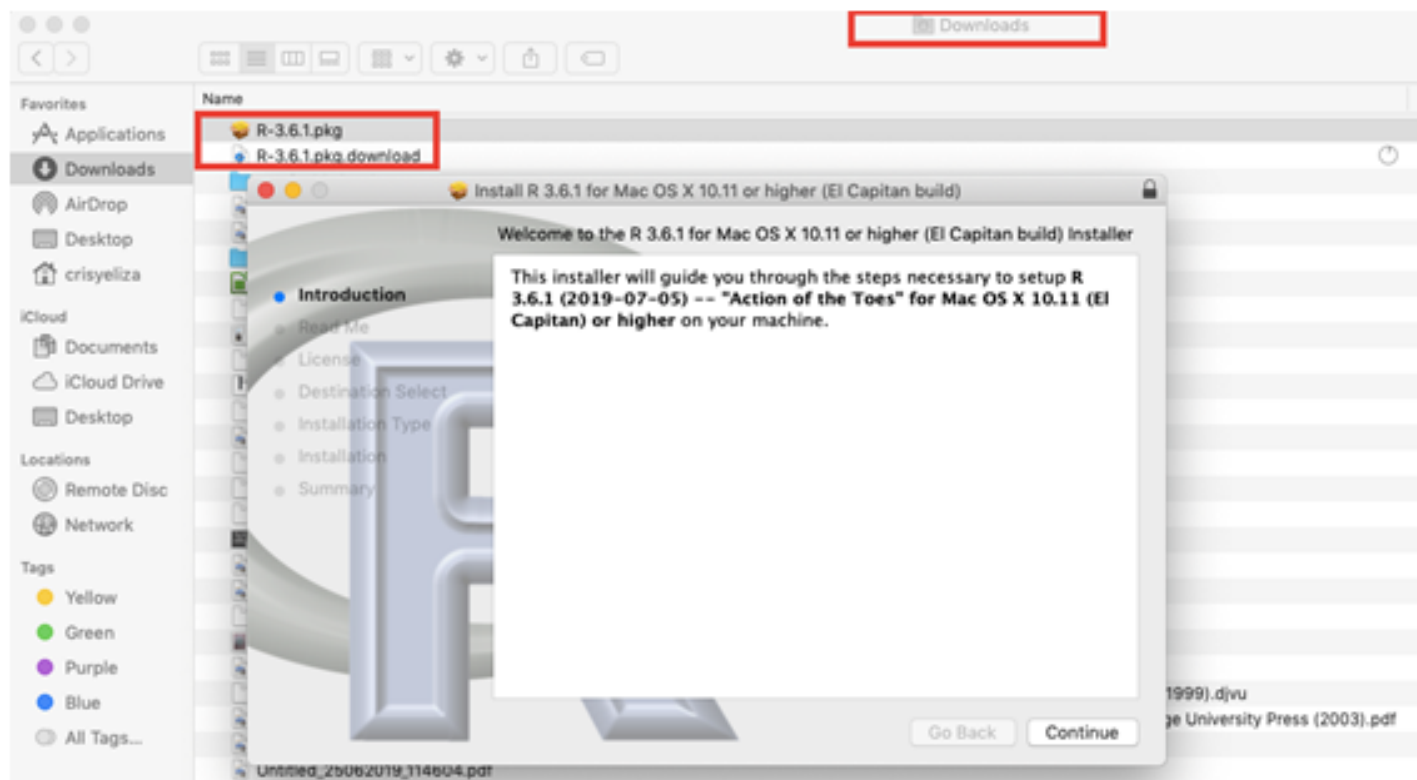 Downloads
Favorites
Applications
Downloads
AirDrop
Desktop
crisyeliza
iCloud
Documents
iCloud Drive
Desktop
Locations
Remote Disc
Network
Tags
Yellow
Green
Purple
Blue
All Tags...
Name
R-3.6.1.pkg
R-3.6.1.pkg.download
Install R 3.6.1 for Mac OS X 10.11 or higher (El Capitan build)
Welcome to the R 3.6.1 for Mac OS X 10.11 or higher (El Capitan build) Installer
Introduction
Read Me
License
Destination Select
Installation Type
Installation
Summary
This installer will guide you through the steps necessary to setup R
3.6.1 (2019-07-05) -- "Action of the Toes" for Mac OS X 10.11 (El
Capitan) or higher on your machine.
Go Back
Continue
1999).djvu
ge University Press (2003).pdf
Untitled_25062019_114604.pdf